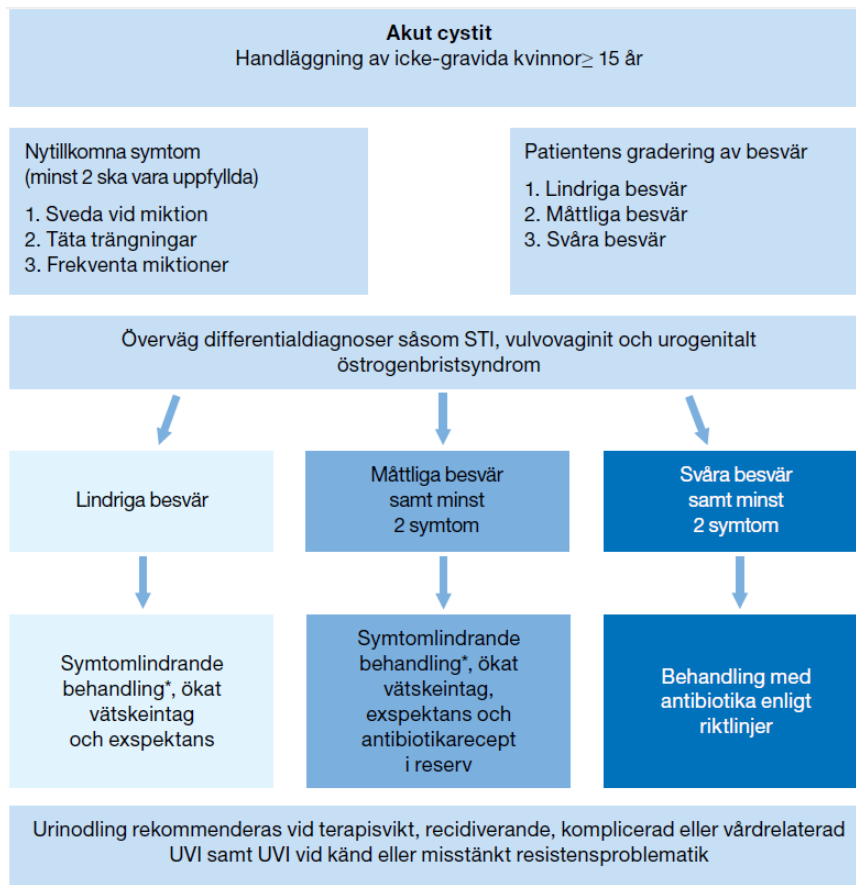 Akut cystit
Handläggning av icke-gravida kvinnor≥ 15 år
Nytillkomna symtom
(minst 2 ska vara uppfyllda)
1. Sveda vid miktion
2. Täta trängningar
3. Frekventa miktioner
Patientens gradering av besvär
1. Lindriga besvär
2. Måttliga besvär
3. Svåra besvär
Överväg differentialdiagnoser såsom STI, vulvovaginit och urogenitalt
östrogenbristsyndrom
Lindriga besvär
Måttliga besvär
samt minst
2 symtom
Svåra besvär
samt minst
2 symtom
Symtomlindrande
behandling*, ökat
vätskeintag
och exspektans
Symtomlindrande
behandling*, ökat
vätskeintag,
exspektans och
antibiotikarecept
i reserv
Behandling med
antibiotika enligt
riktlinjer
Urinodling rekommenderas vid terapisvikt, recidiverande, komplicerad eller vårdrelaterad
UVI samt UVI vid känd eller misstänkt resistensproblematik